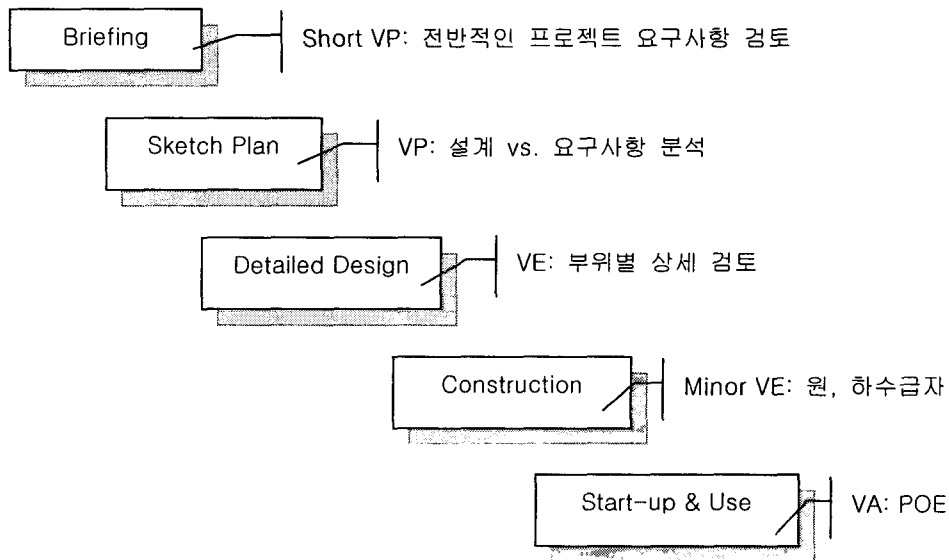 Briefing
Short VP: 전반적인 프로젝트 요구사항 검토
Sketch Plan
VP: 설계 vs. 요구사항 분석
Detailed Design
VE: 부위별 상세 검토
Construction
Minor VE: 원, 하수급자
Start-up & Use
VA: POE